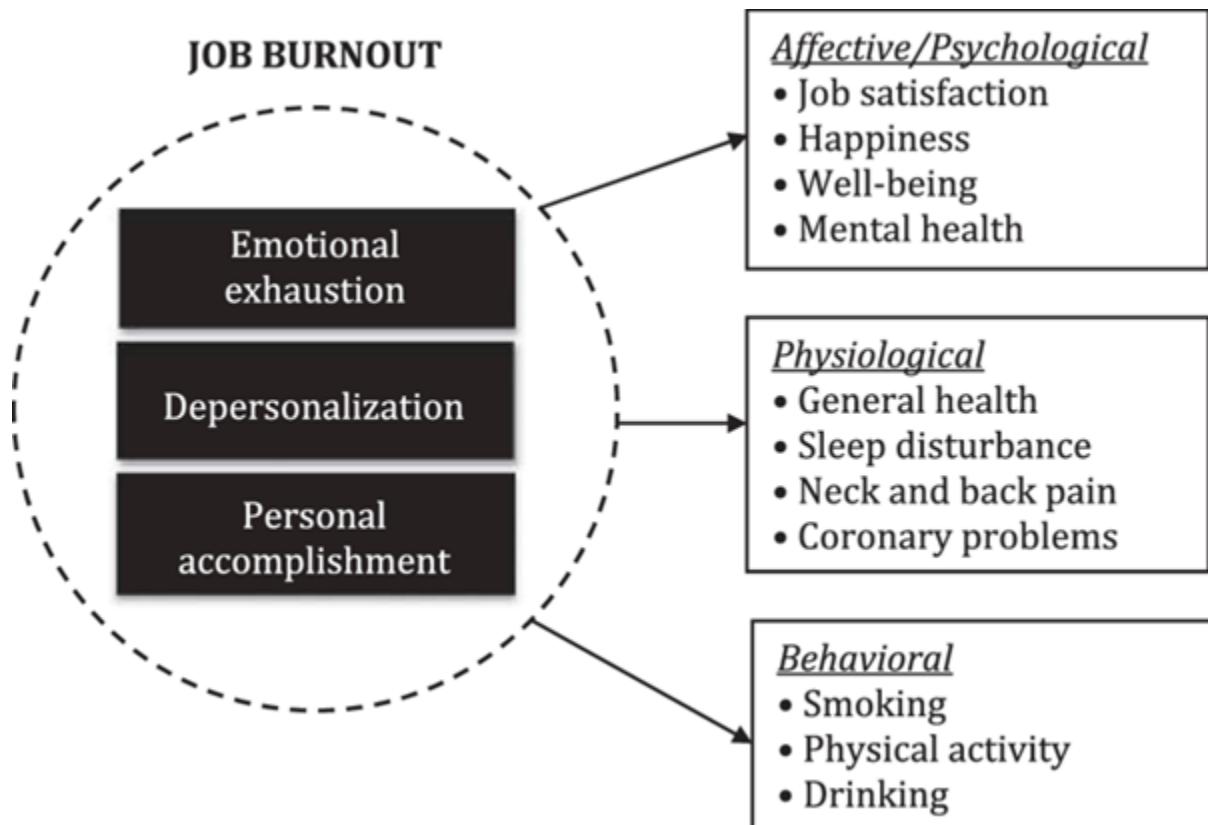 JOB BURNOUT
Emotional
exhaustion
Depersonalization
Personal
accomplishment
Affective/Psychological
• Job satisfaction
• Happiness
• Well-being
• Mental health
Physiological
• General health
• Sleep disturbance
• Neck and back pain
• Coronary problems
Behavioral
• Smoking
• Physical activity
• Drinking